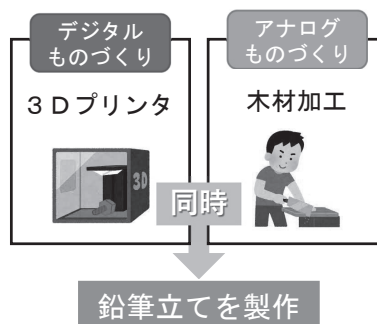 デジタル
ものづくり
3Dプリンタ
3D
アナログ
ものづくり
木材加工
同時
鉛筆立てを製作